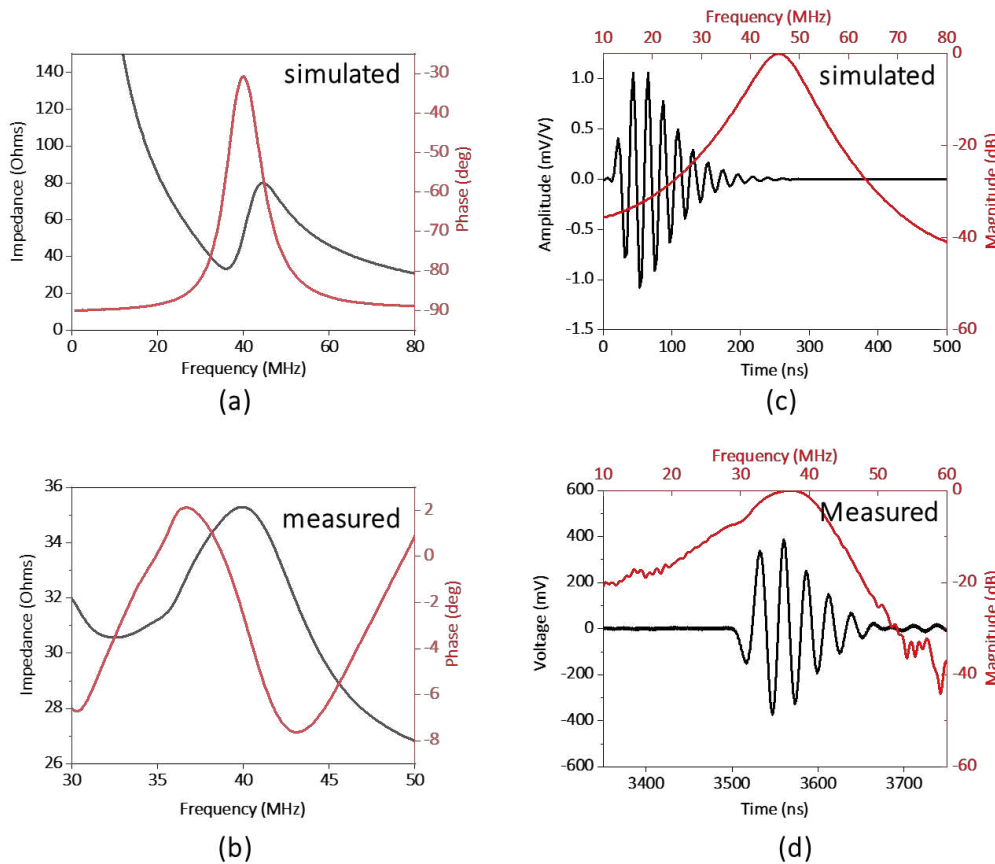 simulated
Impedance (Ohms)
140
120
100
80
60
40
20
0
Phase (deg)
-30
-40
-50
-60
-70
-80
-90
0 20 40 60 80
Frequency (MHz)
(a)
Frequency (MHz)
10 20 30 40 50 60 70 80
simulated
Amplitude (mV/V)
1.0
0.5
0.0
-0.5
-1.0
-1.5
Magnitude (dB)
0
-20
-40
-60
0 100 200 300 400 500
Time (ns)
(c)
measured
Impedance (Ohms)
36
34
32
30
28
26
Phase (deg)
2
0
-2
-4
-6
-8
30 35 40 45 50
Frequency (MHz)
(b)
Frequency (MHz)
10 20 30 40 50 60
Measured
Voltage (mV)
600
400
200
0
-200
-400
-600
Magnitude (dB)
0
-20
-40
-60
3400 3500 3600 3700
Time (ns)
(d)